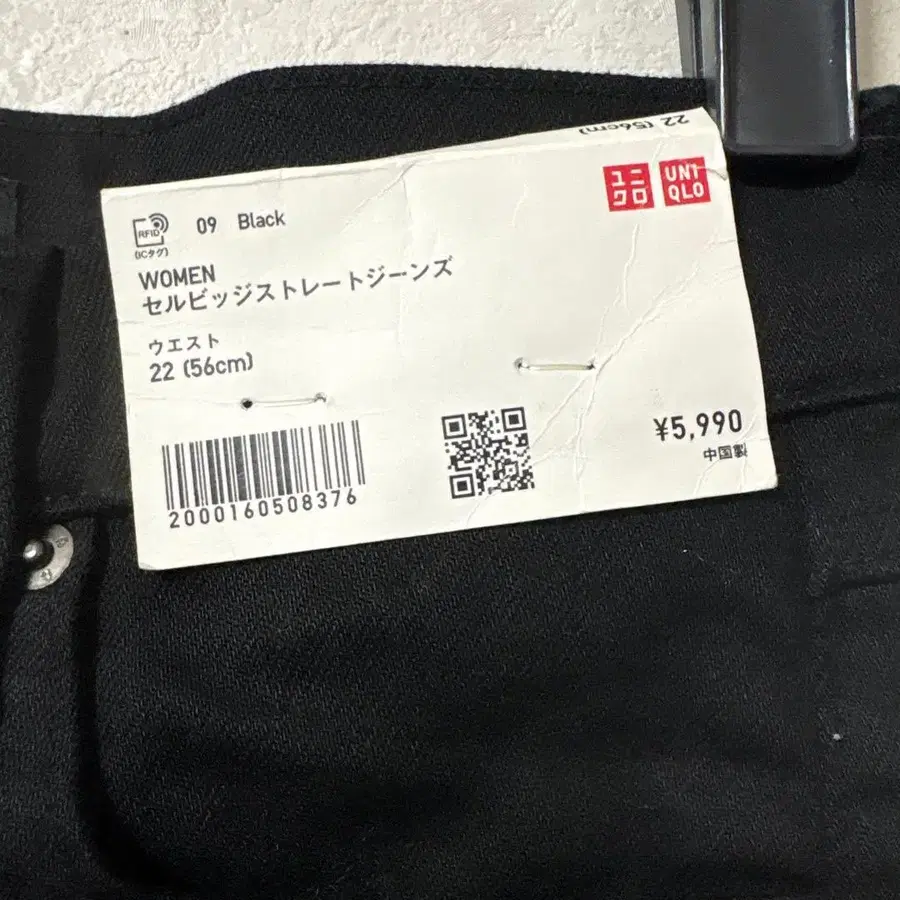 22 (56cm)
ユニ
クロ
UNI
QLO
RFID
(ICタグ)
09 Black
WOMEN
セルビッジストレートジーンズ
ウエスト
22 (56cm)
¥5,990
中国製
2000160508376